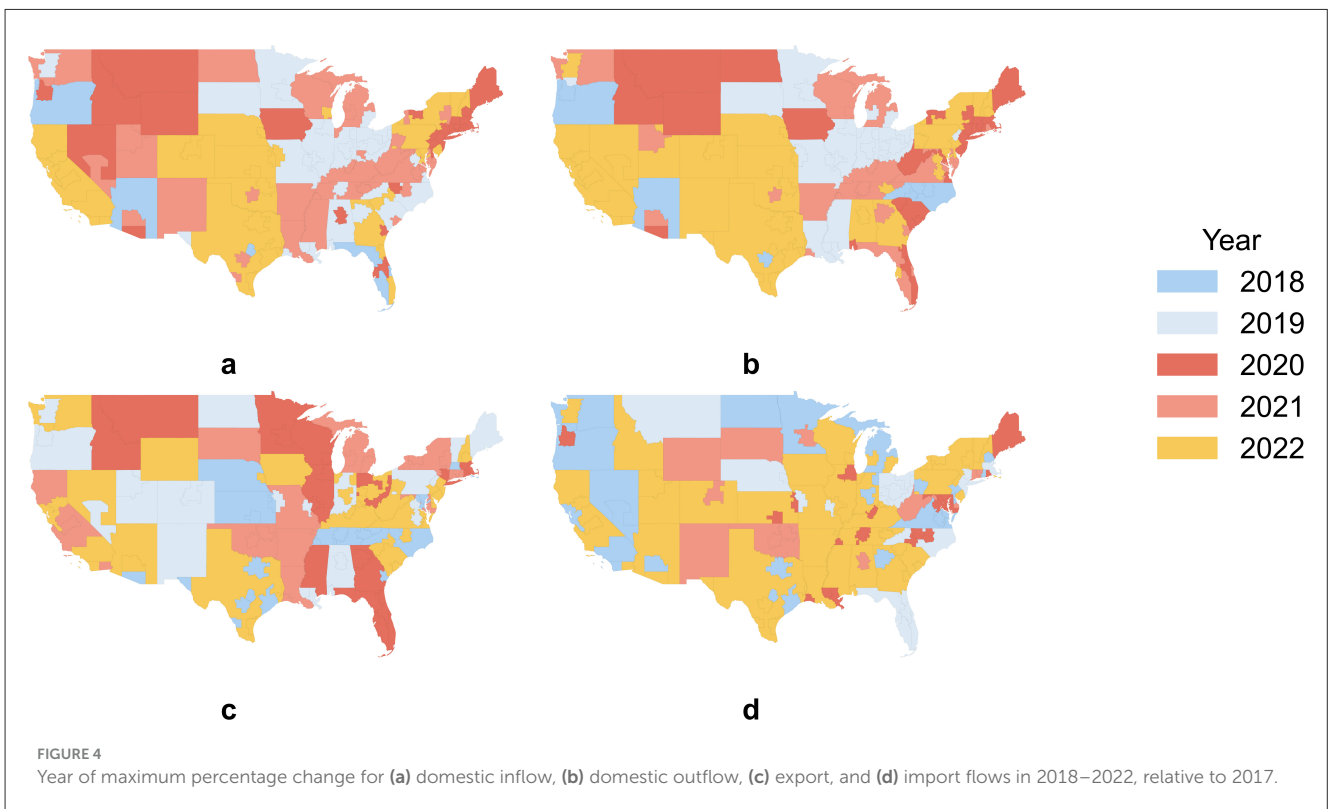 a
b
Year
2018
2019
2020
2021
2022
c
d
FIGURE 4
Year of maximum percentage change for (a) domestic inflow, (b) domestic outflow, (c) export, and (d) import flows in 2018–2022, relative to 2017.